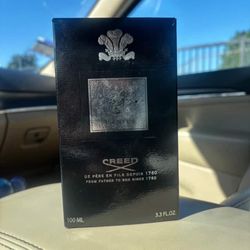 CREED
DE PÈRE EN FILS DEPUIS 1760
FROM FATHER TO SON SINCE 1760
100 ML
3.3 FL.OZ